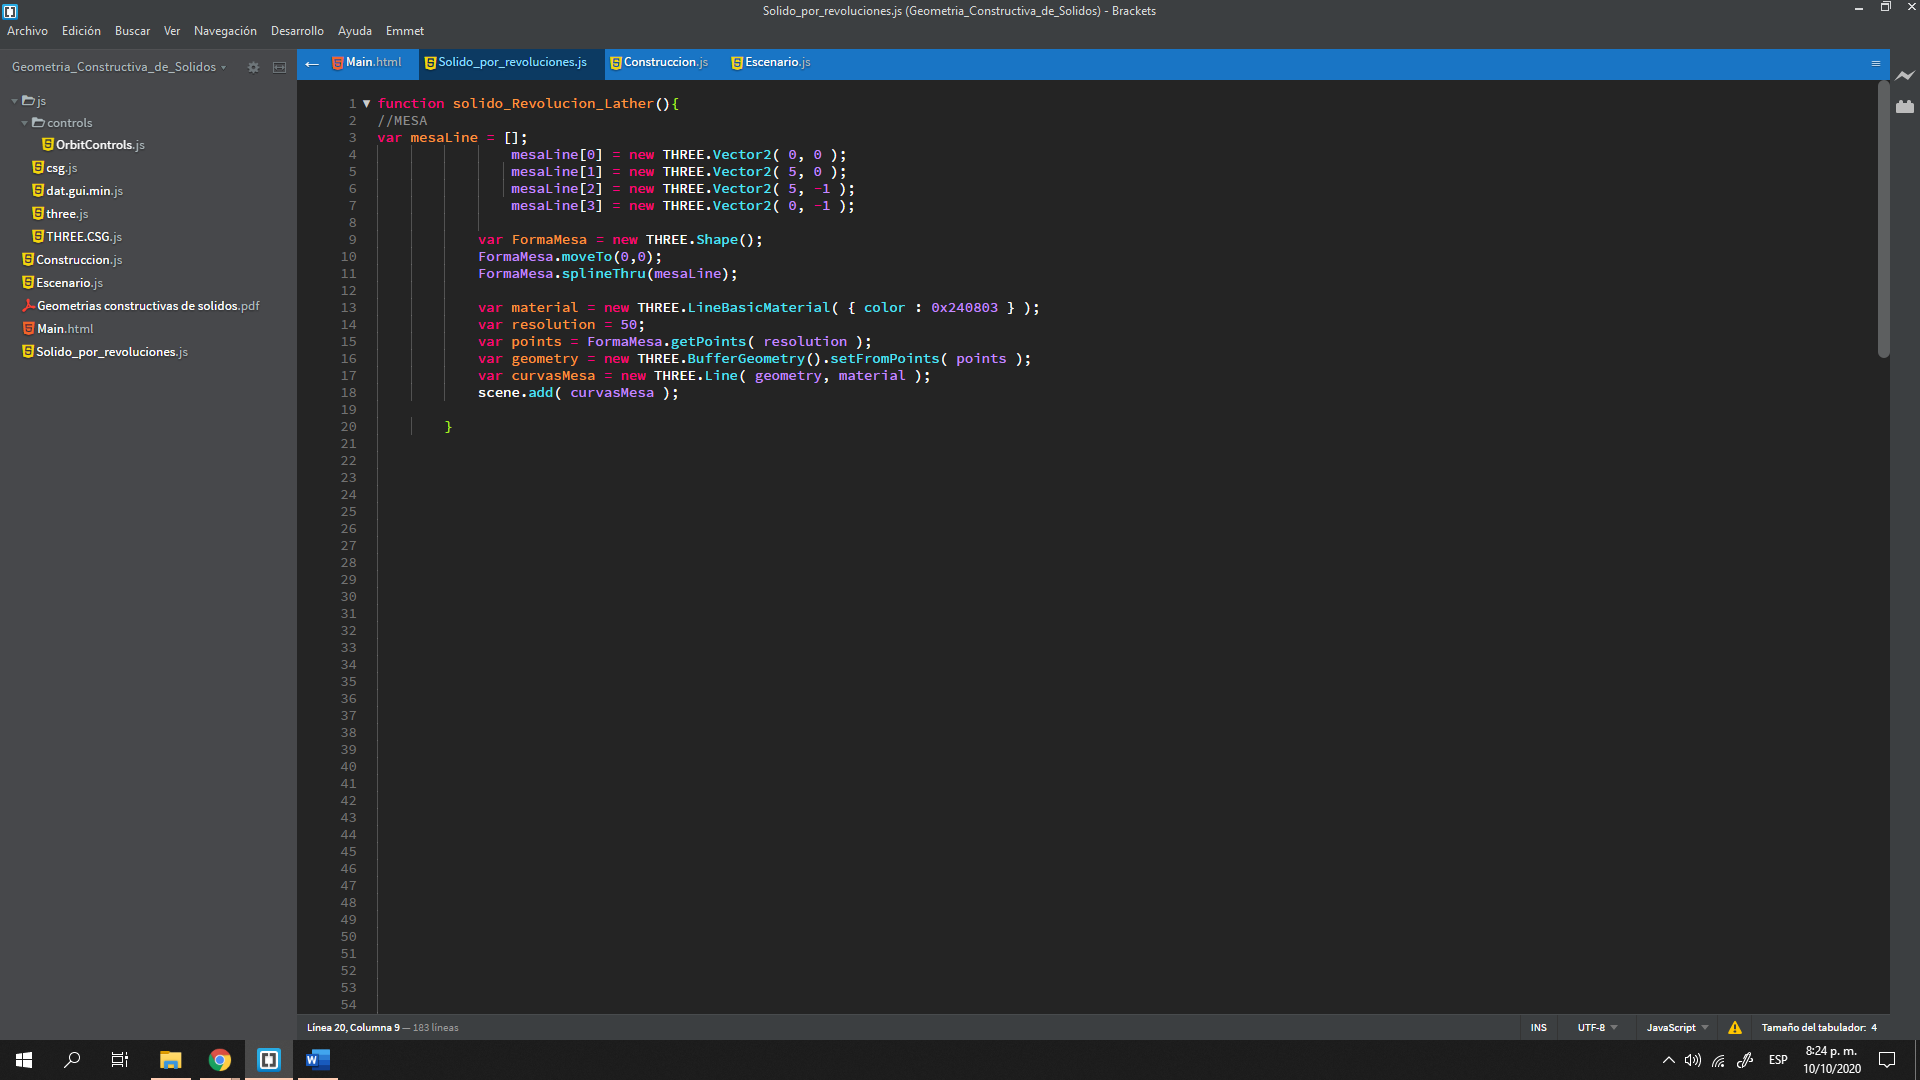 Solido_por_revoluciones.js (Geometria_Constructiva_de_Solidos) - Brackets
Archivo Edición Buscar Ver Navegación Desarrollo Ayuda Emmet
Geometria_Constructiva_de_Solidos
js
controls
OrbitControls.js
csg.js
dat.gui.min.js
three.js
THREE.CSG.js
Construccion.js
Escenario.js
Geometrias constructivas de solidos.pdf
Main.html
Solido_por_revoluciones.js
Main.html Solido_por_revoluciones.js Construccion.js Escenario.js
1 function solido_Revolucion_Lather(){
2 //MESA
3 var mesaLine = [];
4 mesaLine[0] = new THREE.Vector2( 0, 0 );
5 mesaLine[1] = new THREE.Vector2( 5, 0 );
6 mesaLine[2] = new THREE.Vector2( 5, -1 );
7 mesaLine[3] = new THREE.Vector2( 0, -1 );
8
9 var FormaMesa = new THREE.Shape();
10 FormaMesa.moveTo(0,0);
11 FormaMesa.splineThru(mesaLine);
12
13 var material = new THREE.LineBasicMaterial( { color : 0x240803 } );
14 var resolution = 50;
15 var points = FormaMesa.getPoints( resolution );
16 var geometry = new THREE.BufferGeometry().setFromPoints( points );
17 var curvasMesa = new THREE.Line( geometry, material );
18 scene.add( curvasMesa );
19
20 }
21
22
23
24
25
26
27
28
29
30
31
32
33
34
35
36
37
38
39
40
41
42
43
44
45
46
47
48
49
50
51
52
53
54
Línea 20, Columna 9 — 183 líneas
INS UTF-8 JavaScript Tamaño del tabulador: 4
ESP
8:24 p. m.
10/10/2020